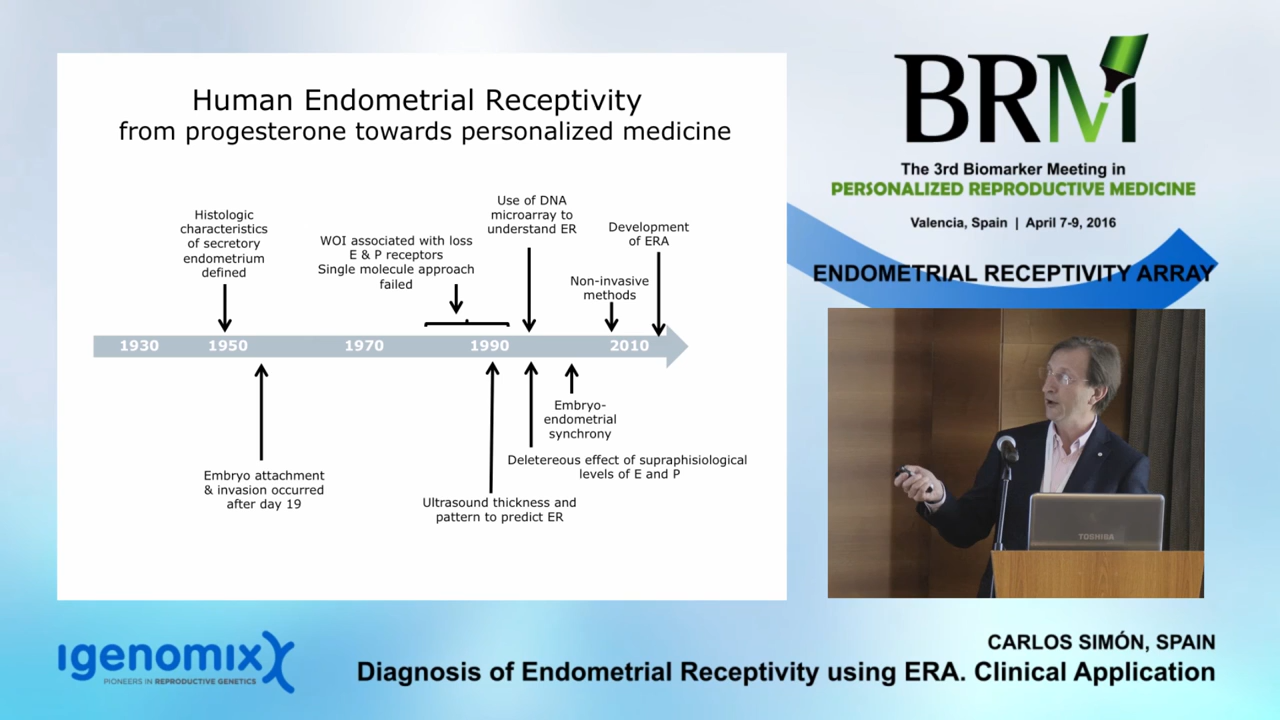 Human Endometrial Receptivity
from progesterone towards personalized medicine
Histologic
characteristics
of secretory
endometrium
defined
WOI associated with loss
E & P receptors
Single molecule approach
failed
Use of DNA
microarray to
understand ER
Development
of ERA
Non-invasive
methods
1930 1950 1970 1990 2010
Embryo attachment
& invasion occurred
after day 19
Ultrasound thickness and
pattern to predict ER
Embryo-
endometrial
synchrony
Deletereous effect of supraphisiological
levels of E and P
BRM
The 3rd Biomarker Meeting in
PERSONALIZED REPRODUCTIVE MEDICINE
Valencia, Spain | April 7-9, 2016
ENDOMETRIAL RECEPTIVITY ARRAY
TOSHIBA
igenomix
PIONEERS IN REPRODUCTIVE GENETICS
CARLOS SIMÓN, SPAIN
Diagnosis of Endometrial Receptivity using ERA. Clinical Application